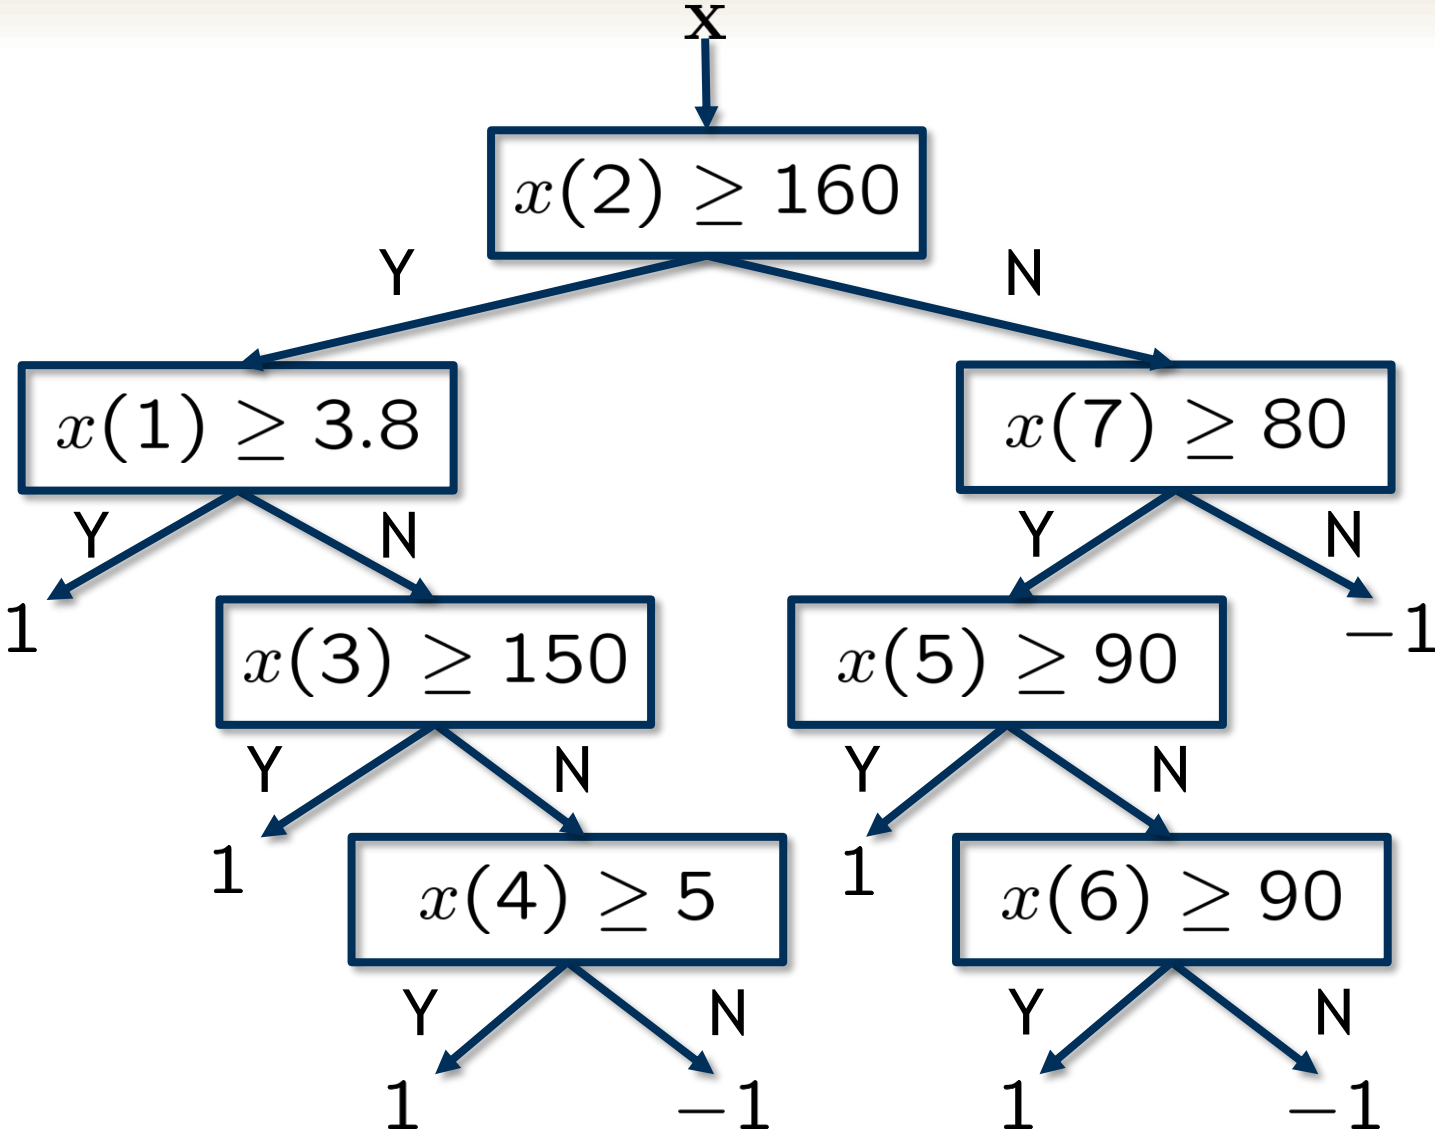 x
x(2) ≥ 160
Y N
x(1) ≥ 3.8 x(7) ≥ 80
Y N Y N
1 x(3) ≥ 150 x(5) ≥ 90 −1
Y N Y N
1 x(4) ≥ 5 1 x(6) ≥ 90
Y N Y N
1 −1 1 −1